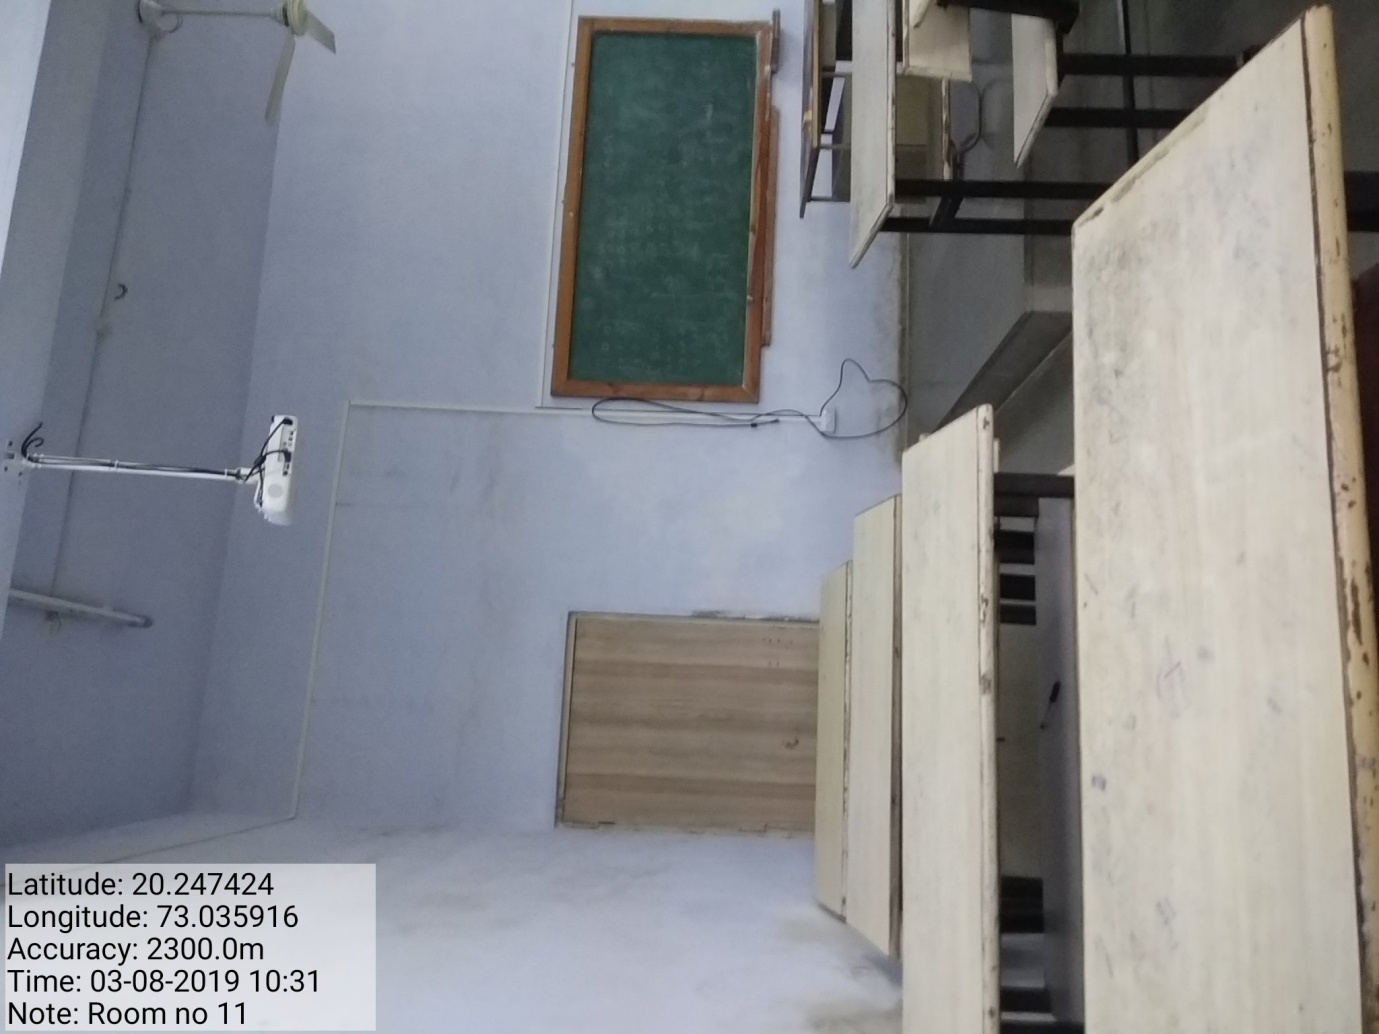 Latitude: 20.247424
Longitude: 73.035916
Accuracy: 2300.0m
Time: 03-08-2019 10:31
Note: Room no 11